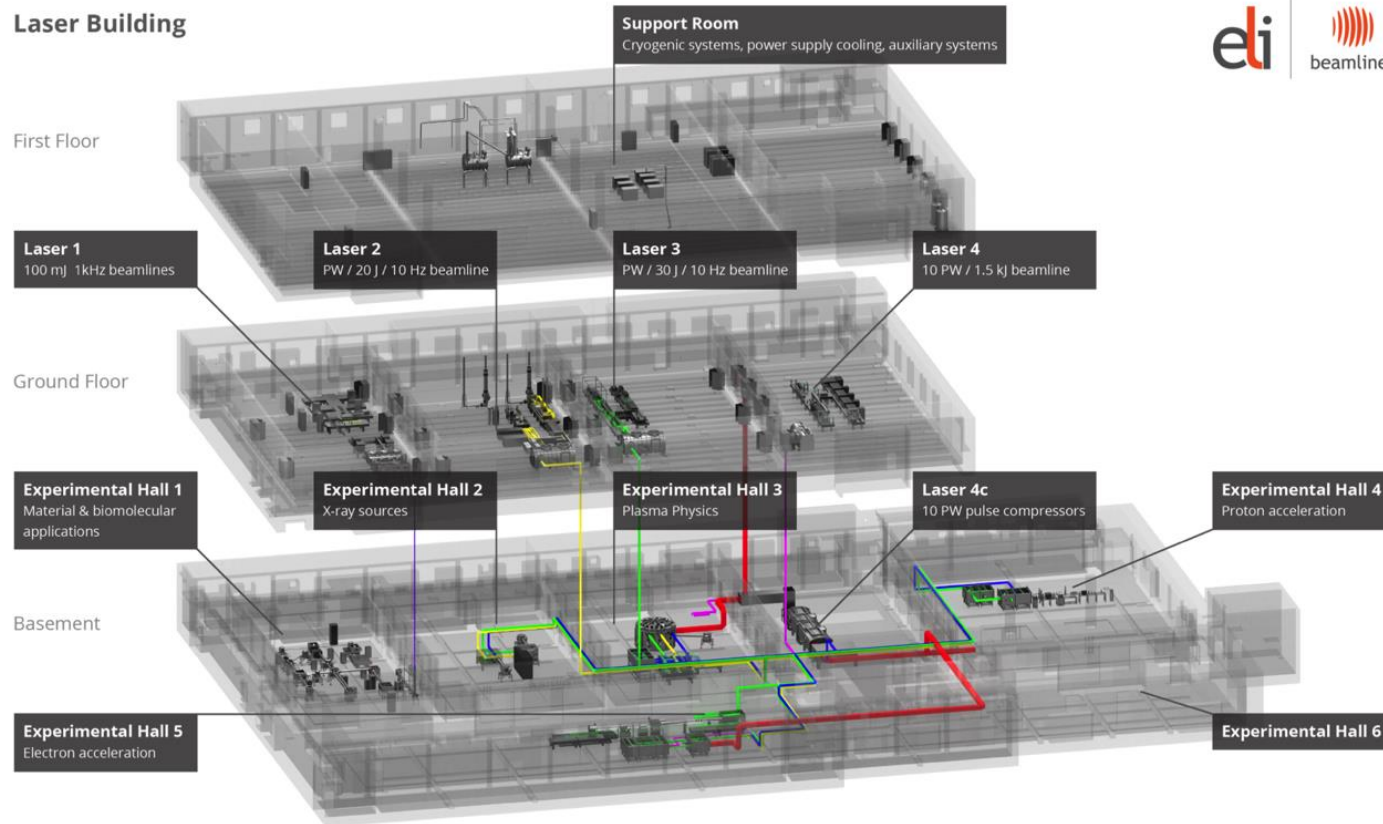 Laser Building
Support Room
Cryogenic systems, power supply cooling, auxiliary systems
eli
beamline
First Floor
Laser 1
100 mJ 1kHz beamlines
Laser 2
PW / 20 J / 10 Hz beamline
Laser 3
PW / 30 J / 10 Hz beamline
Laser 4
10 PW / 1.5 kJ beamline
Ground Floor
Experimental Hall 1
Material & biomolecular
applications
Experimental Hall 2
X-ray sources
Experimental Hall 3
Plasma Physics
Laser 4c
10 PW pulse compressors
Experimental Hall 4
Proton acceleration
Basement
Experimental Hall 5
Electron acceleration
Experimental Hall 6